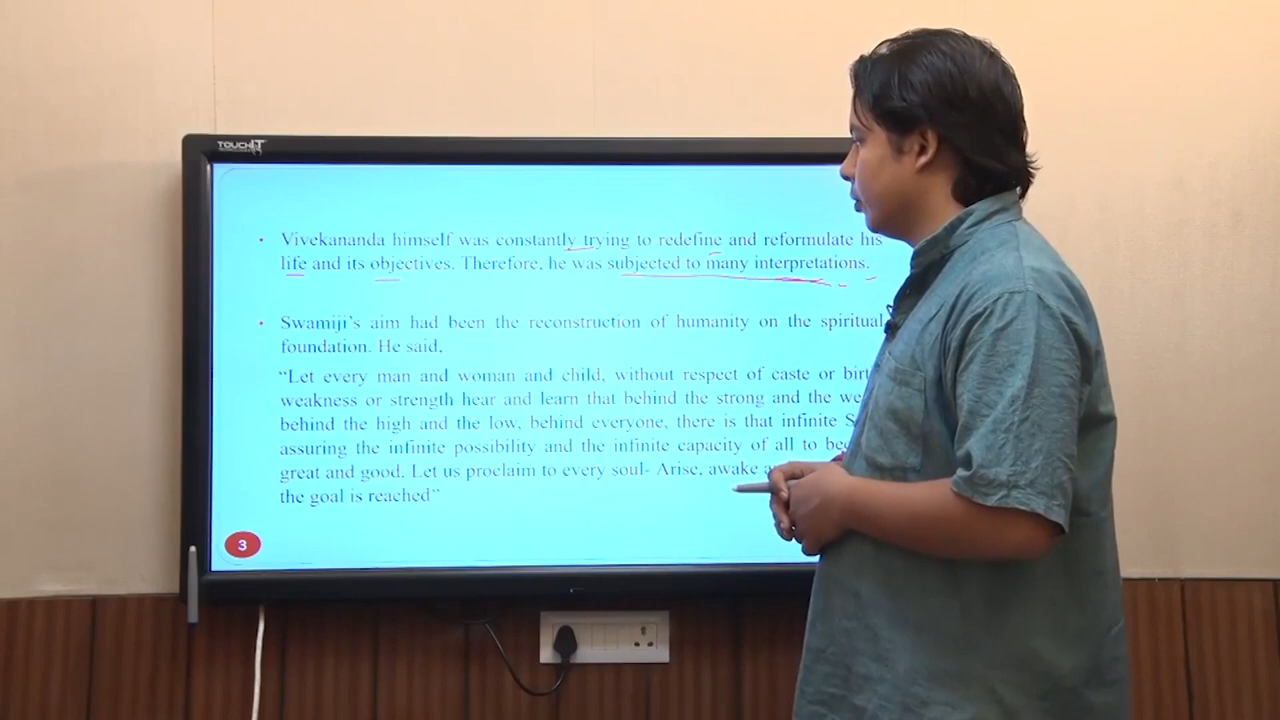 TOUCHIT
Vivekananda himself was constantly trying to redefine and reformulate his
life and its objectives. Therefore, he was subjected to many interpretations.
Swamiji's aim had been the reconstruction of humanity on the spiritual
foundation. He said,
"Let every man and woman and child, without respect of caste or
weakness or strength hear and learn that behind the strong and the
behind the high and the low, behind everyone, there is that infinite
assuring the infinite possibility and the infinite capacity of all to
great and good. Let us proclaim to every soul- Arise, awake
the goal is reached"
3